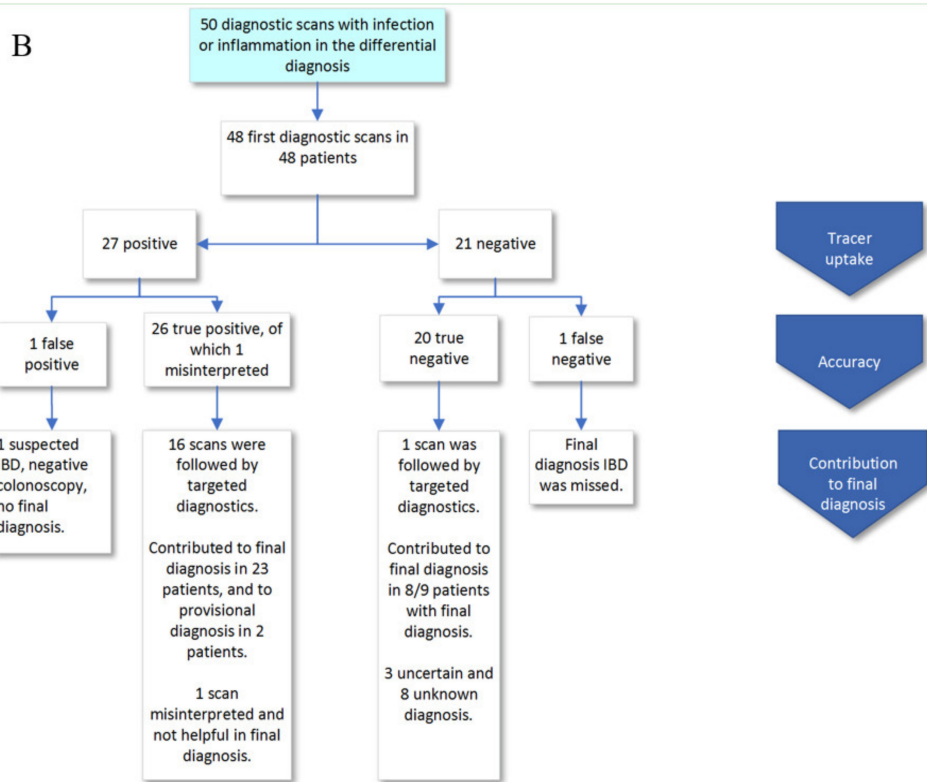 B
50 diagnostic scans with infection
or inflammation in the differential
diagnosis
48 first diagnostic scans in
48 patients
27 positive
21 negative
Tracer
uptake
1 false
positive
26 true positive, of
which 1
misinterpreted
20 true
negative
1 false
negative
Accuracy
1 suspected
IBD, negative
colonoscopy,
no final
diagnosis.
16 scans were
followed by
targeted
diagnostics.
Contributed to final
diagnosis in 23
patients, and to
provisional
diagnosis in 2
patients.
1 scan
misinterpreted and
not helpful in final
diagnosis.
1 scan was
followed by
targeted
diagnostics.
Contributed to
final diagnosis
in 8/9 patients
with final
diagnosis.
3 uncertain and
8 unknown
diagnosis.
Final
diagnosis IBD
was missed.
Contribution
to final
diagnosis